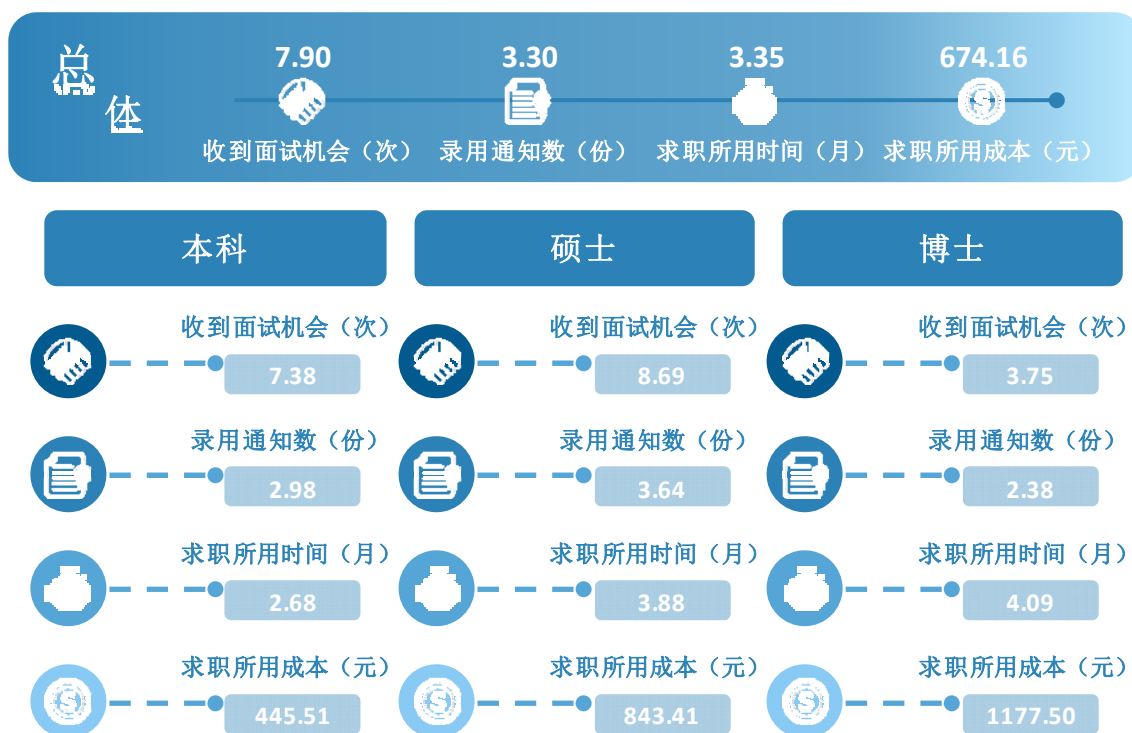 总
体
7.90 3.30 3.35 674.16
收到面试机会（次） 录用通知数（份） 求职所用时间（月） 求职所用成本（元）
本科 硕士 博士
收到面试机会（次） 收到面试机会（次） 收到面试机会（次）
7.38 8.69 3.75
录用通知数（份） 录用通知数（份） 录用通知数（份）
2.98 3.64 2.38
求职所用时间（月） 求职所用时间（月） 求职所用时间（月）
2.68 3.88 4.09
求职所用成本（元） 求职所用成本（元） 求职所用成本（元）
445.51 843.41 1177.50